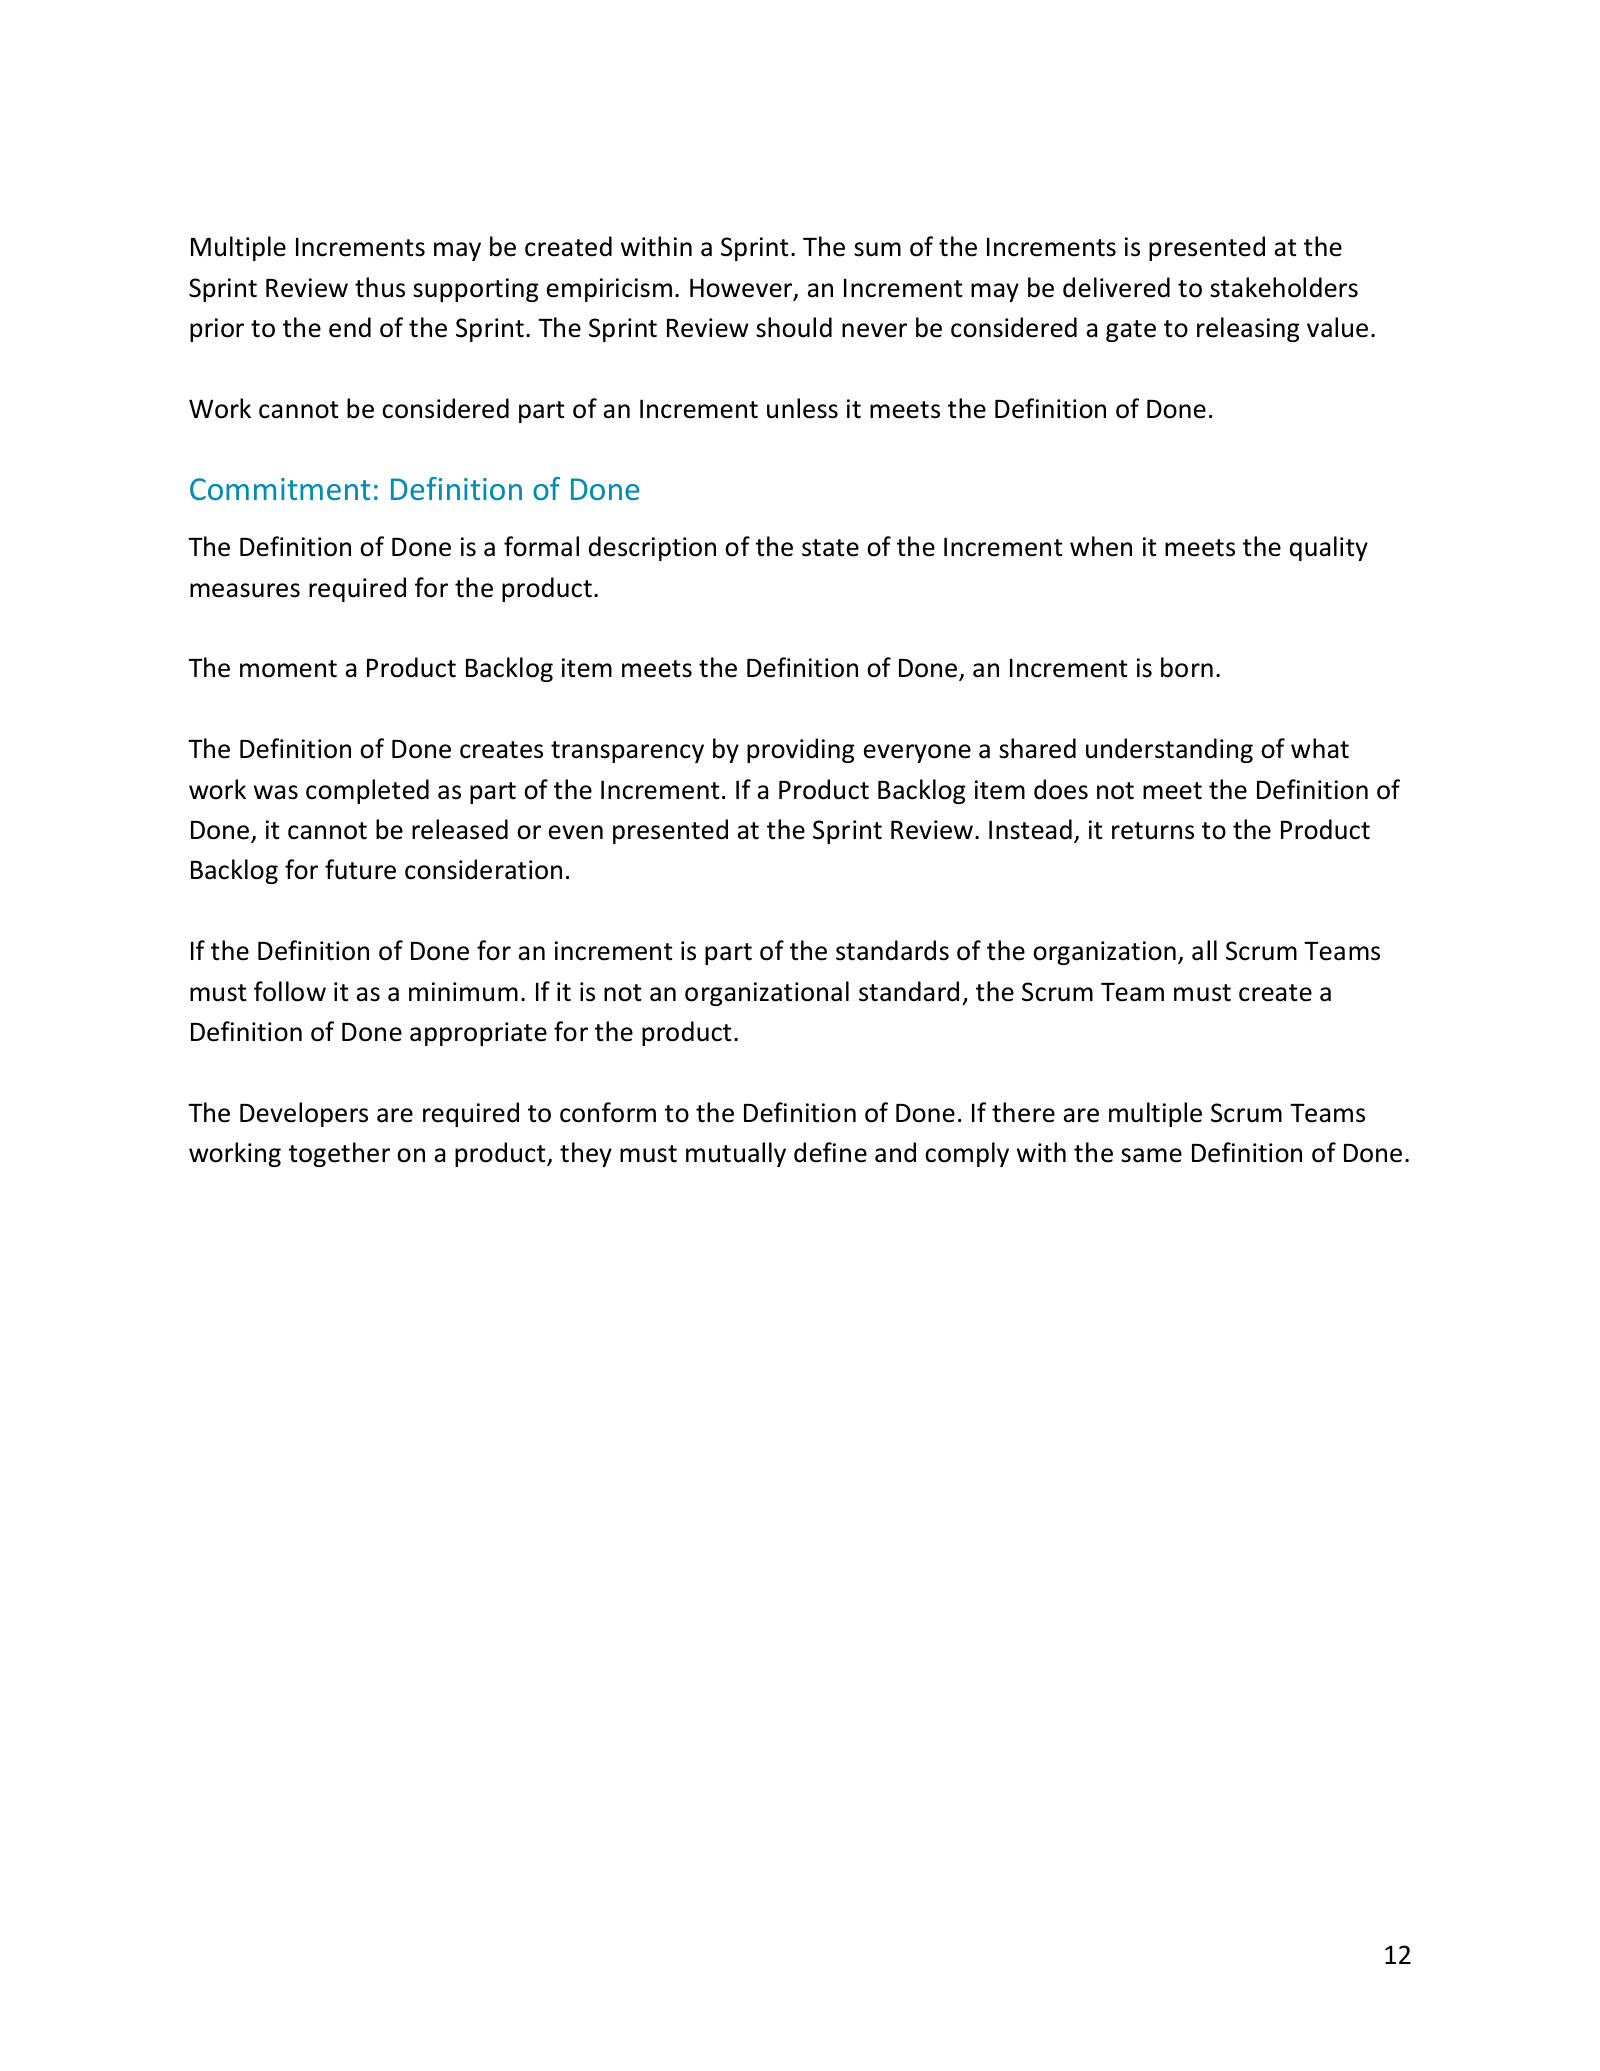 Multiple Increments may be created within a Sprint. The sum of the Increments is presented at the
Sprint Review thus supporting empiricism. However, an Increment may be delivered to stakeholders
prior to the end of the Sprint. The Sprint Review should never be considered a gate to releasing value.
Work cannot be considered part of an Increment unless it meets the Definition of Done.
Commitment: Definition of Done
The Definition of Done is a formal description of the state of the Increment when it meets the quality
measures required for the product.
The moment a Product Backlog item meets the Definition of Done, an Increment is born.
The Definition of Done creates transparency by providing everyone a shared understanding of what
work was completed as part of the Increment. If a Product Backlog item does not meet the Definition of
Done, it cannot be released or even presented at the Sprint Review. Instead, it returns to the Product
Backlog for future consideration.
If the Definition of Done for an increment is part of the standards of the organization, all Scrum Teams
must follow it as a minimum. If it is not an organizational standard, the Scrum Team must create a
Definition of Done appropriate for the product.
The Developers are required to conform to the Definition of Done. If there are multiple Scrum Teams
working together on a product, they must mutually define and comply with the same Definition of Done.
12